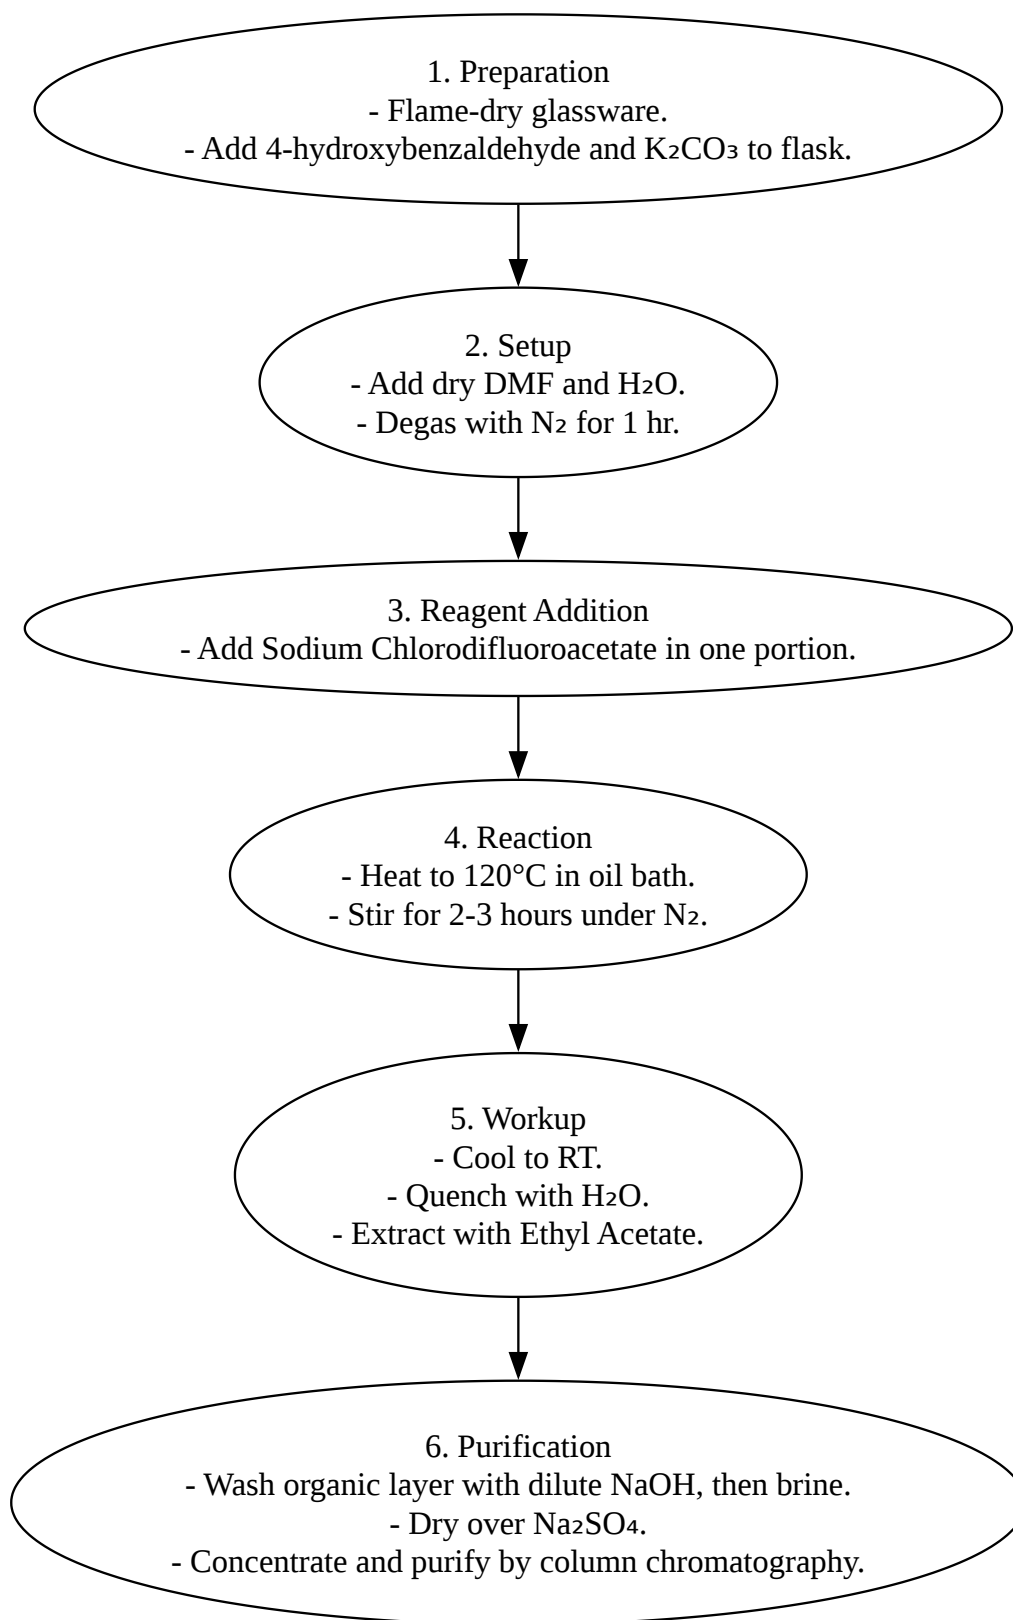 1. Preparation
- Flame-dry glassware.
- Add 4-hydroxybenzaldehyde and K₂CO₃ to flask.
2. Setup
- Add dry DMF and H₂O.
- Degas with N₂ for 1 hr.
3. Reagent Addition
- Add Sodium Chlorodifluoroacetate in one portion.
4. Reaction
- Heat to 120°C in oil bath.
- Stir for 2-3 hours under N₂.
5. Workup
- Cool to RT.
- Quench with H₂O.
- Extract with Ethyl Acetate.
6. Purification
- Wash organic layer with dilute NaOH, then brine.
- Dry over Na₂SO₄.
- Concentrate and purify by column chromatography.